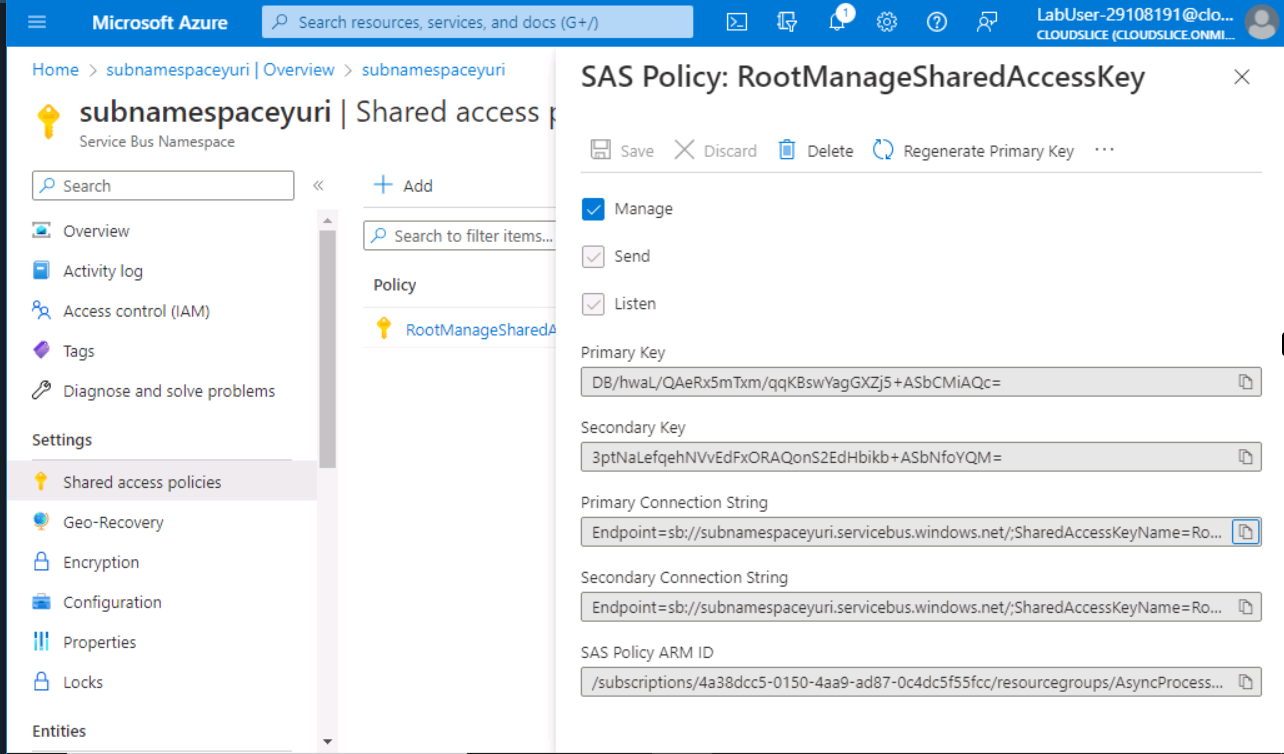 Microsoft Azure
Search resources, services, and docs (G+/)
1
LabUser-29108191@clo...
CLOUDSLICE (CLOUDSLICE.ONMI...
Home > subnamespaceyuri | Overview > subnamespaceyuri
subnamespaceyuri | Shared access p
Service Bus Namespace
Search
«
Overview
Activity log
Access control (IAM)
Tags
Diagnose and solve problems
Settings
Shared access policies
Geo-Recovery
Encryption
Configuration
Properties
Locks
Entities
Add
Search to filter items...
Policy
RootManageSharedA
SAS Policy: RootManageSharedAccessKey
Save
Discard
Delete
Regenerate Primary Key
...
Manage
Send
Listen
Primary Key
DB/hwaL/QAeRx5mTxm/qqKBswYagGXZj5+ASbCMiAQc=
Secondary Key
3ptNaLefqehNVvEdFxORAQonS2EdHbikb+ASbNfoYQM=
Primary Connection String
Endpoint=sb://subnamespaceyuri.servicebus.windows.net/;SharedAccessKeyName=Ro...
Secondary Connection String
Endpoint=sb://subnamespaceyuri.servicebus.windows.net/;SharedAccessKeyName=Ro...
SAS Policy ARM ID
/subscriptions/4a38dcc5-0150-4aa9-ad87-0c4dc5f55fcc/resourcegroups/AsyncProcess...